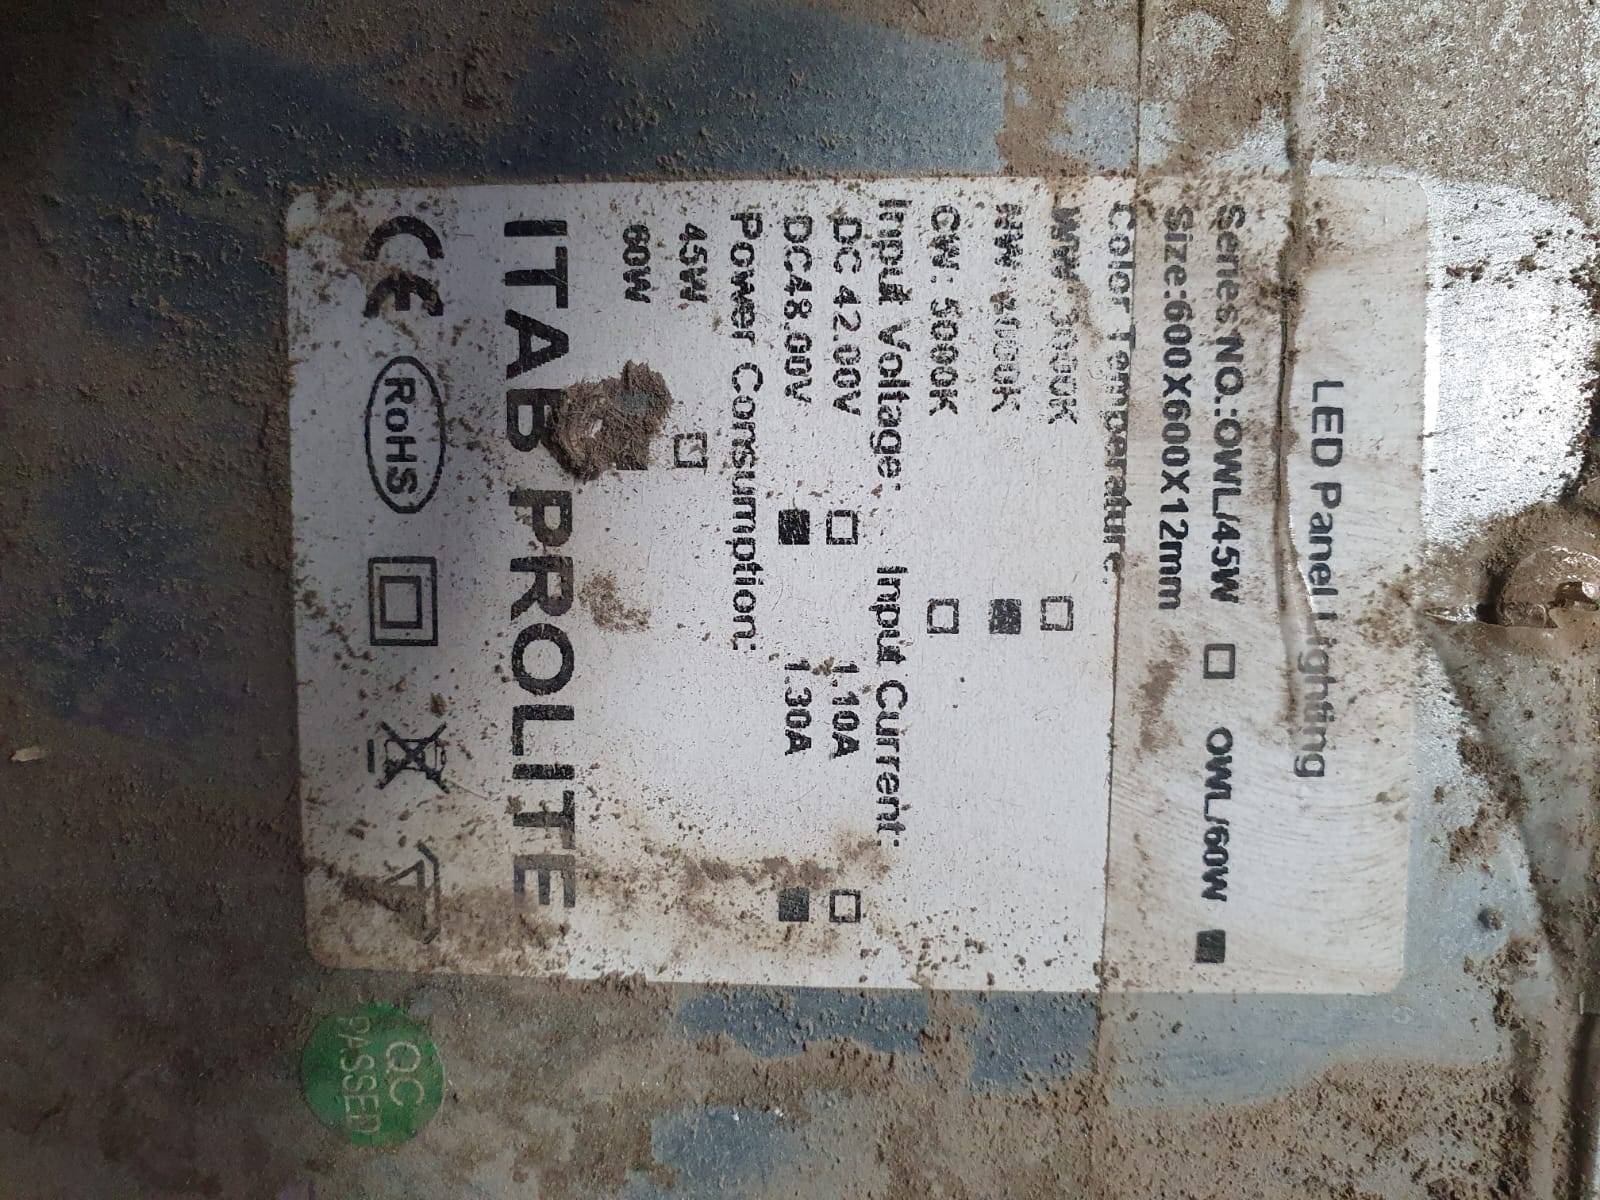 LED Panel Lighting
Series NO.:OWL/45W □ OWL/60W ■
Size:600X600X12mm
Color Temperature:
WW: 3000K □
NW: 4000K ■
CW: 5000K □
Input Voltage: Input Current:
DC 42.00V □ 1.10A □
DC48.00V ■ 1.30A ■
Power Consumption:
45W □
60W ■
ITAB PROLITE
CE RoHS
QC
PASSED